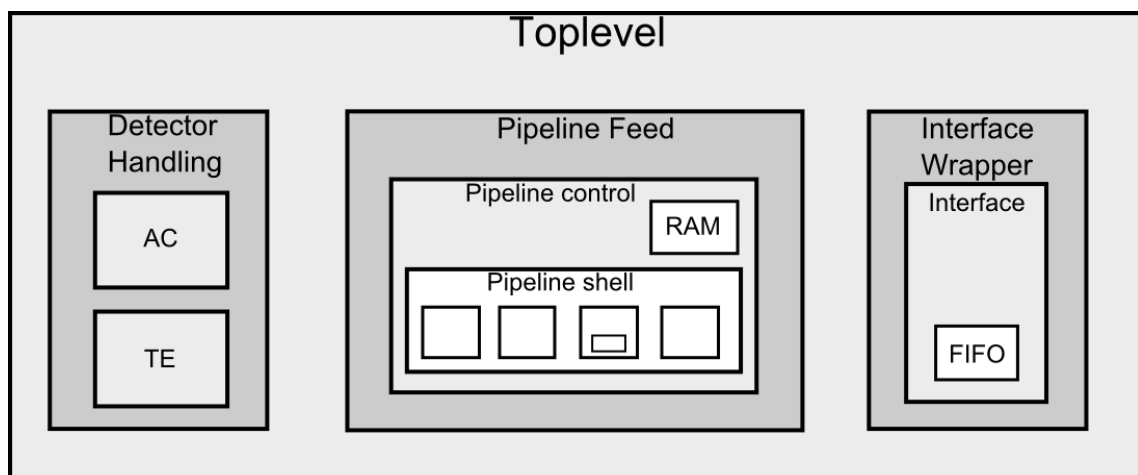 Toplevel
Detector
Handling
AC
TE
Pipeline Feed
Pipeline control
RAM
Pipeline shell
Interface
Wrapper
Interface
FIFO